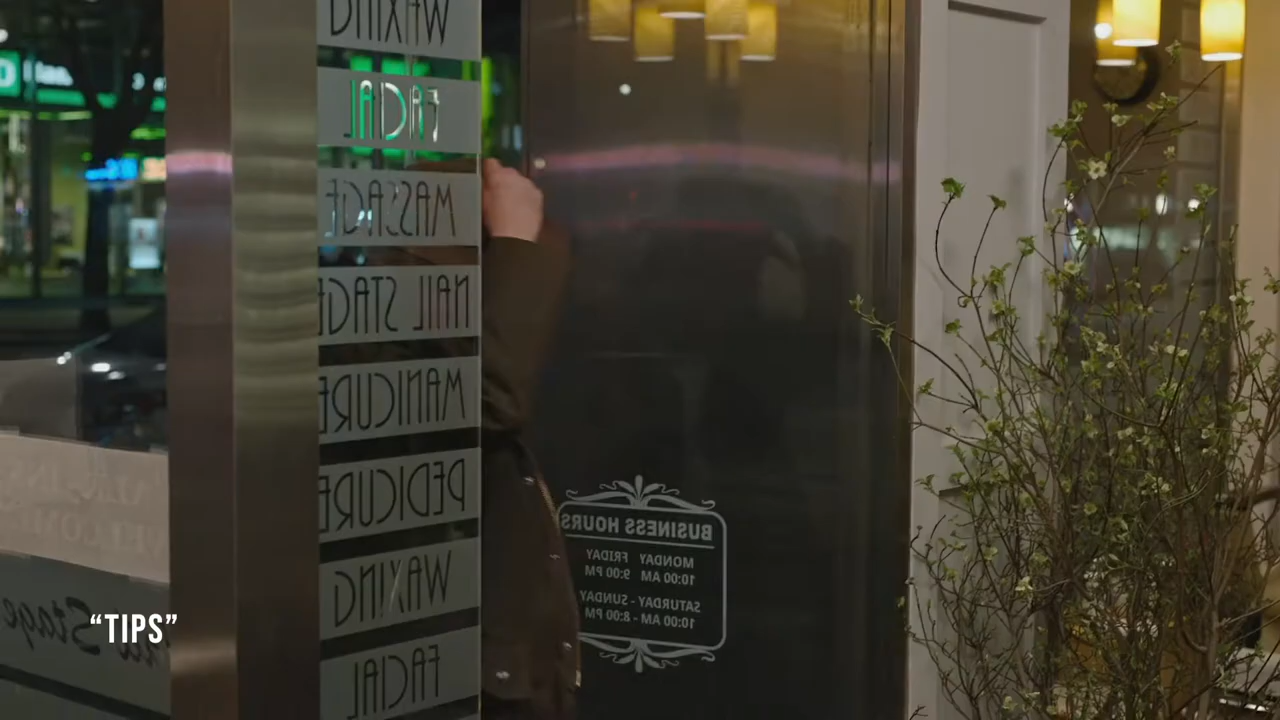 WAXING
FACIAL
MASSAGE
NAIL STAGE
MANICURE
PEDICURE
WAXING
FACIAL
BUSINESS HOURS
MONDAY FRIDAY
10:00 AM 9:00 PM
SATURDAY - SUNDAY
10:00 AM - 8:00 PM
Stage
“TIPS”